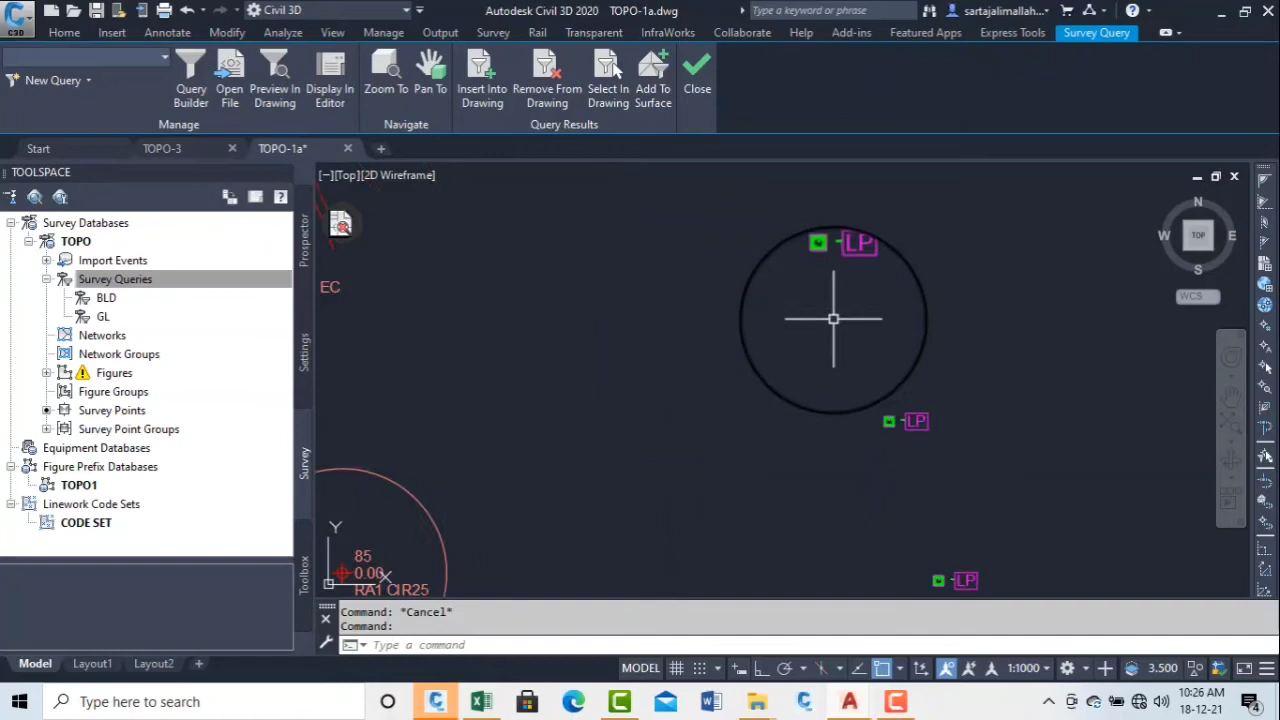 Civil 3D
Autodesk Civil 3D 2020 TOPO-1a.dwg
Type a keyword or phrase
sartajalimallah...
C3D
Home Insert Annotate Modify Analyze View Manage Output Survey Rail Transparent InfraWorks Collaborate Help Add-ins Featured Apps Express Tools Survey Query
New Query
Query Builder
Open File
Preview In Drawing
Display In Editor
Zoom To
Pan To
Insert Into Drawing
Remove From Drawing
Select In Drawing
Add To Surface
Close
Manage
Navigate
Query Results
Start
TOPO-3
TOPO-1a*
TOOLSPACE
[−][Top][2D Wireframe]
Survey Databases
TOPO
Import Events
Survey Queries
BLD
GL
Networks
Network Groups
Figures
Figure Groups
Survey Points
Survey Point Groups
Equipment Databases
Figure Prefix Databases
TOPO1
Linework Code Sets
CODE SET
Prospector
Settings
Survey
Toolbox
EC
LP
LP
LP
N
W
TOP
E
S
WCS
Y
X
85
0.00
RA1 CIR25
Command: *Cancel*
Command:
Type a command
Model Layout1 Layout2
MODEL
1:1000
3.500
Type here to search
10:26 AM
18-12-21
4